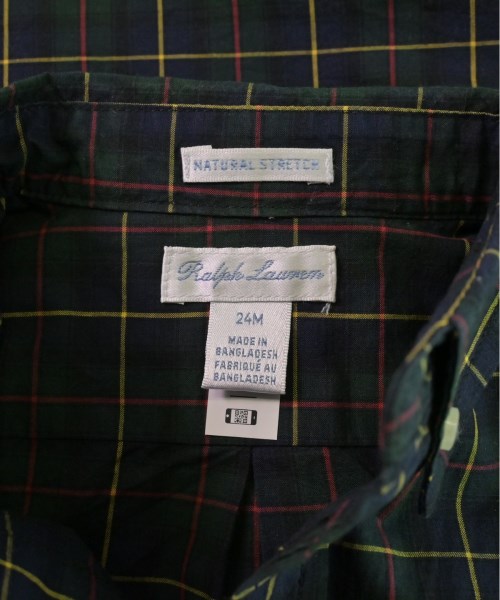 NATURAL STRETCH
Ralph Lauren
24M
MADE IN
BANGLADESH
FABRIQUÉ AU
BANGLADESH